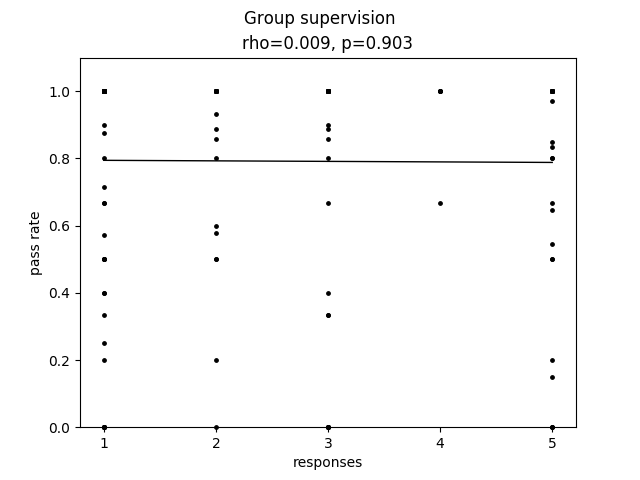 Group supervision
rho=0.009, p=0.903
1.0
0.8
0.6
0.4
0.2
0.0
pass rate
1 2 3 4 5
responses